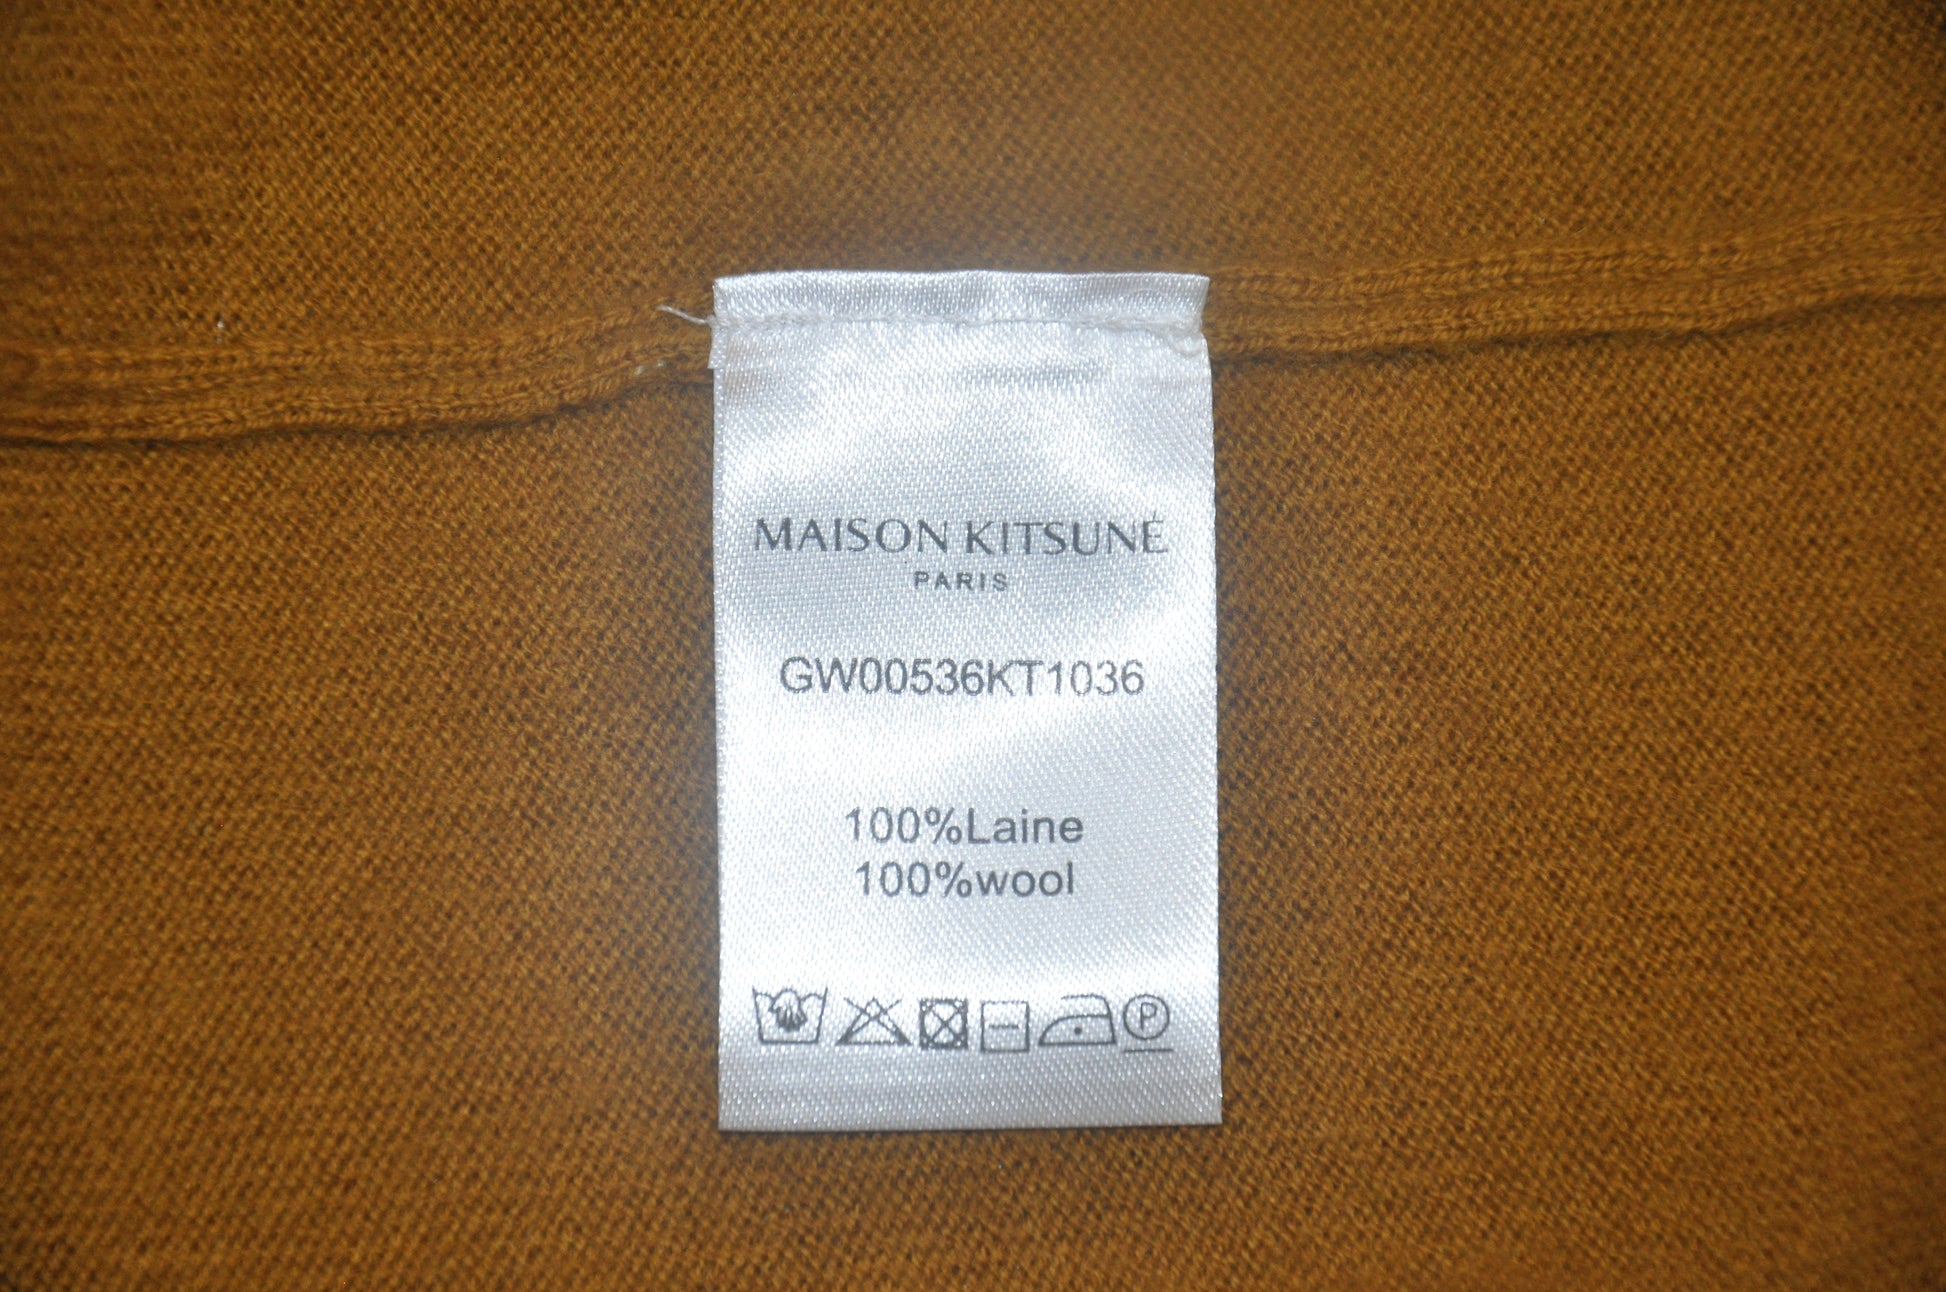 MAISON KITSUNÉ
PARIS
GW00536KT1036
100%Laine
100%wool
P